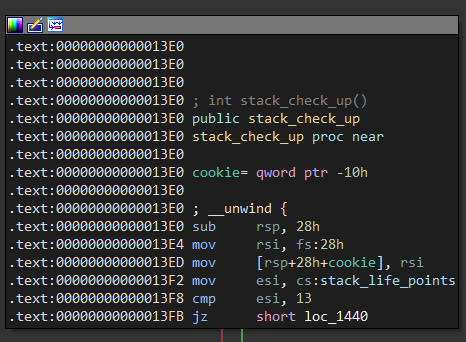 .text:00000000000013E0
.text:00000000000013E0
.text:00000000000013E0
.text:00000000000013E0 ; int stack_check_up()
.text:00000000000013E0 public stack_check_up
.text:00000000000013E0 stack_check_up proc near
.text:00000000000013E0
.text:00000000000013E0 cookie= qword ptr -10h
.text:00000000000013E0
.text:00000000000013E0 ; __unwind {
.text:00000000000013E0 sub     rsp, 28h
.text:00000000000013E4 mov     rsi, fs:28h
.text:00000000000013ED mov     [rsp+28h+cookie], rsi
.text:00000000000013F2 mov     esi, cs:stack_life_points
.text:00000000000013F8 cmp     esi, 13
.text:00000000000013FB jz      short loc_1440